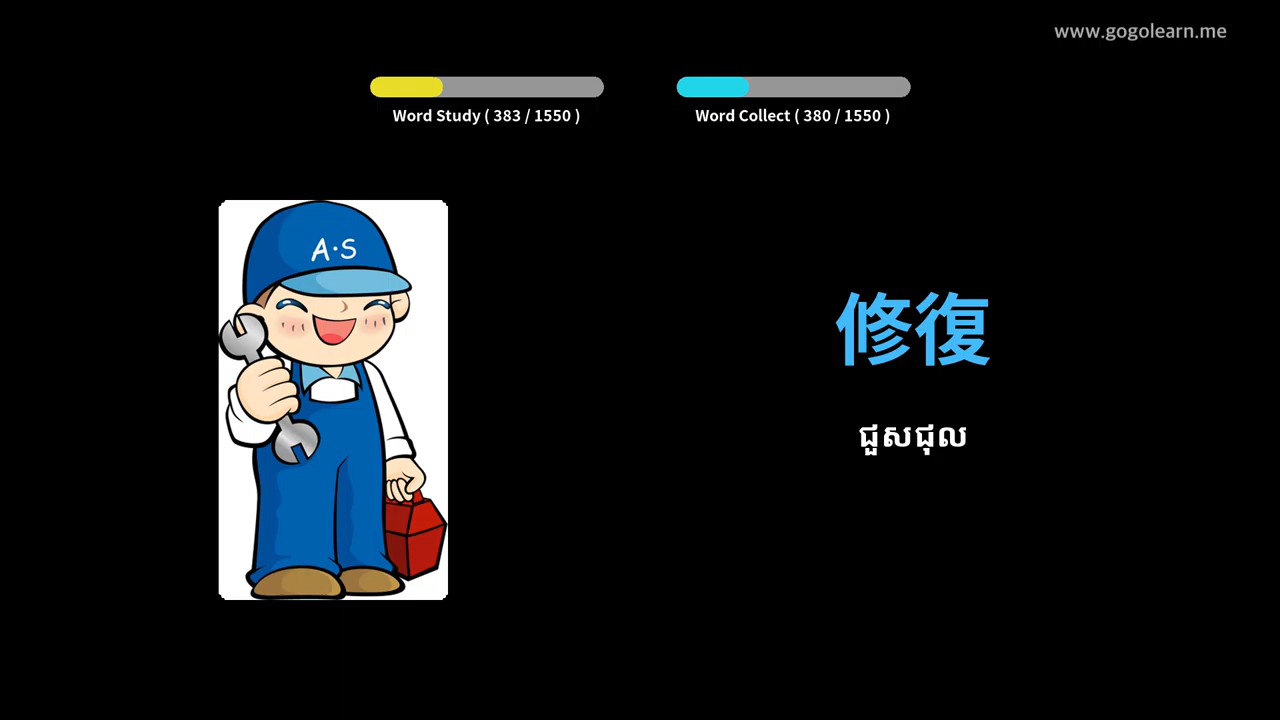 www.gogolearn.me
Word Study ( 383 / 1550 )
Word Collect ( 380 / 1550 )
A·S
修復
ជួសជុល